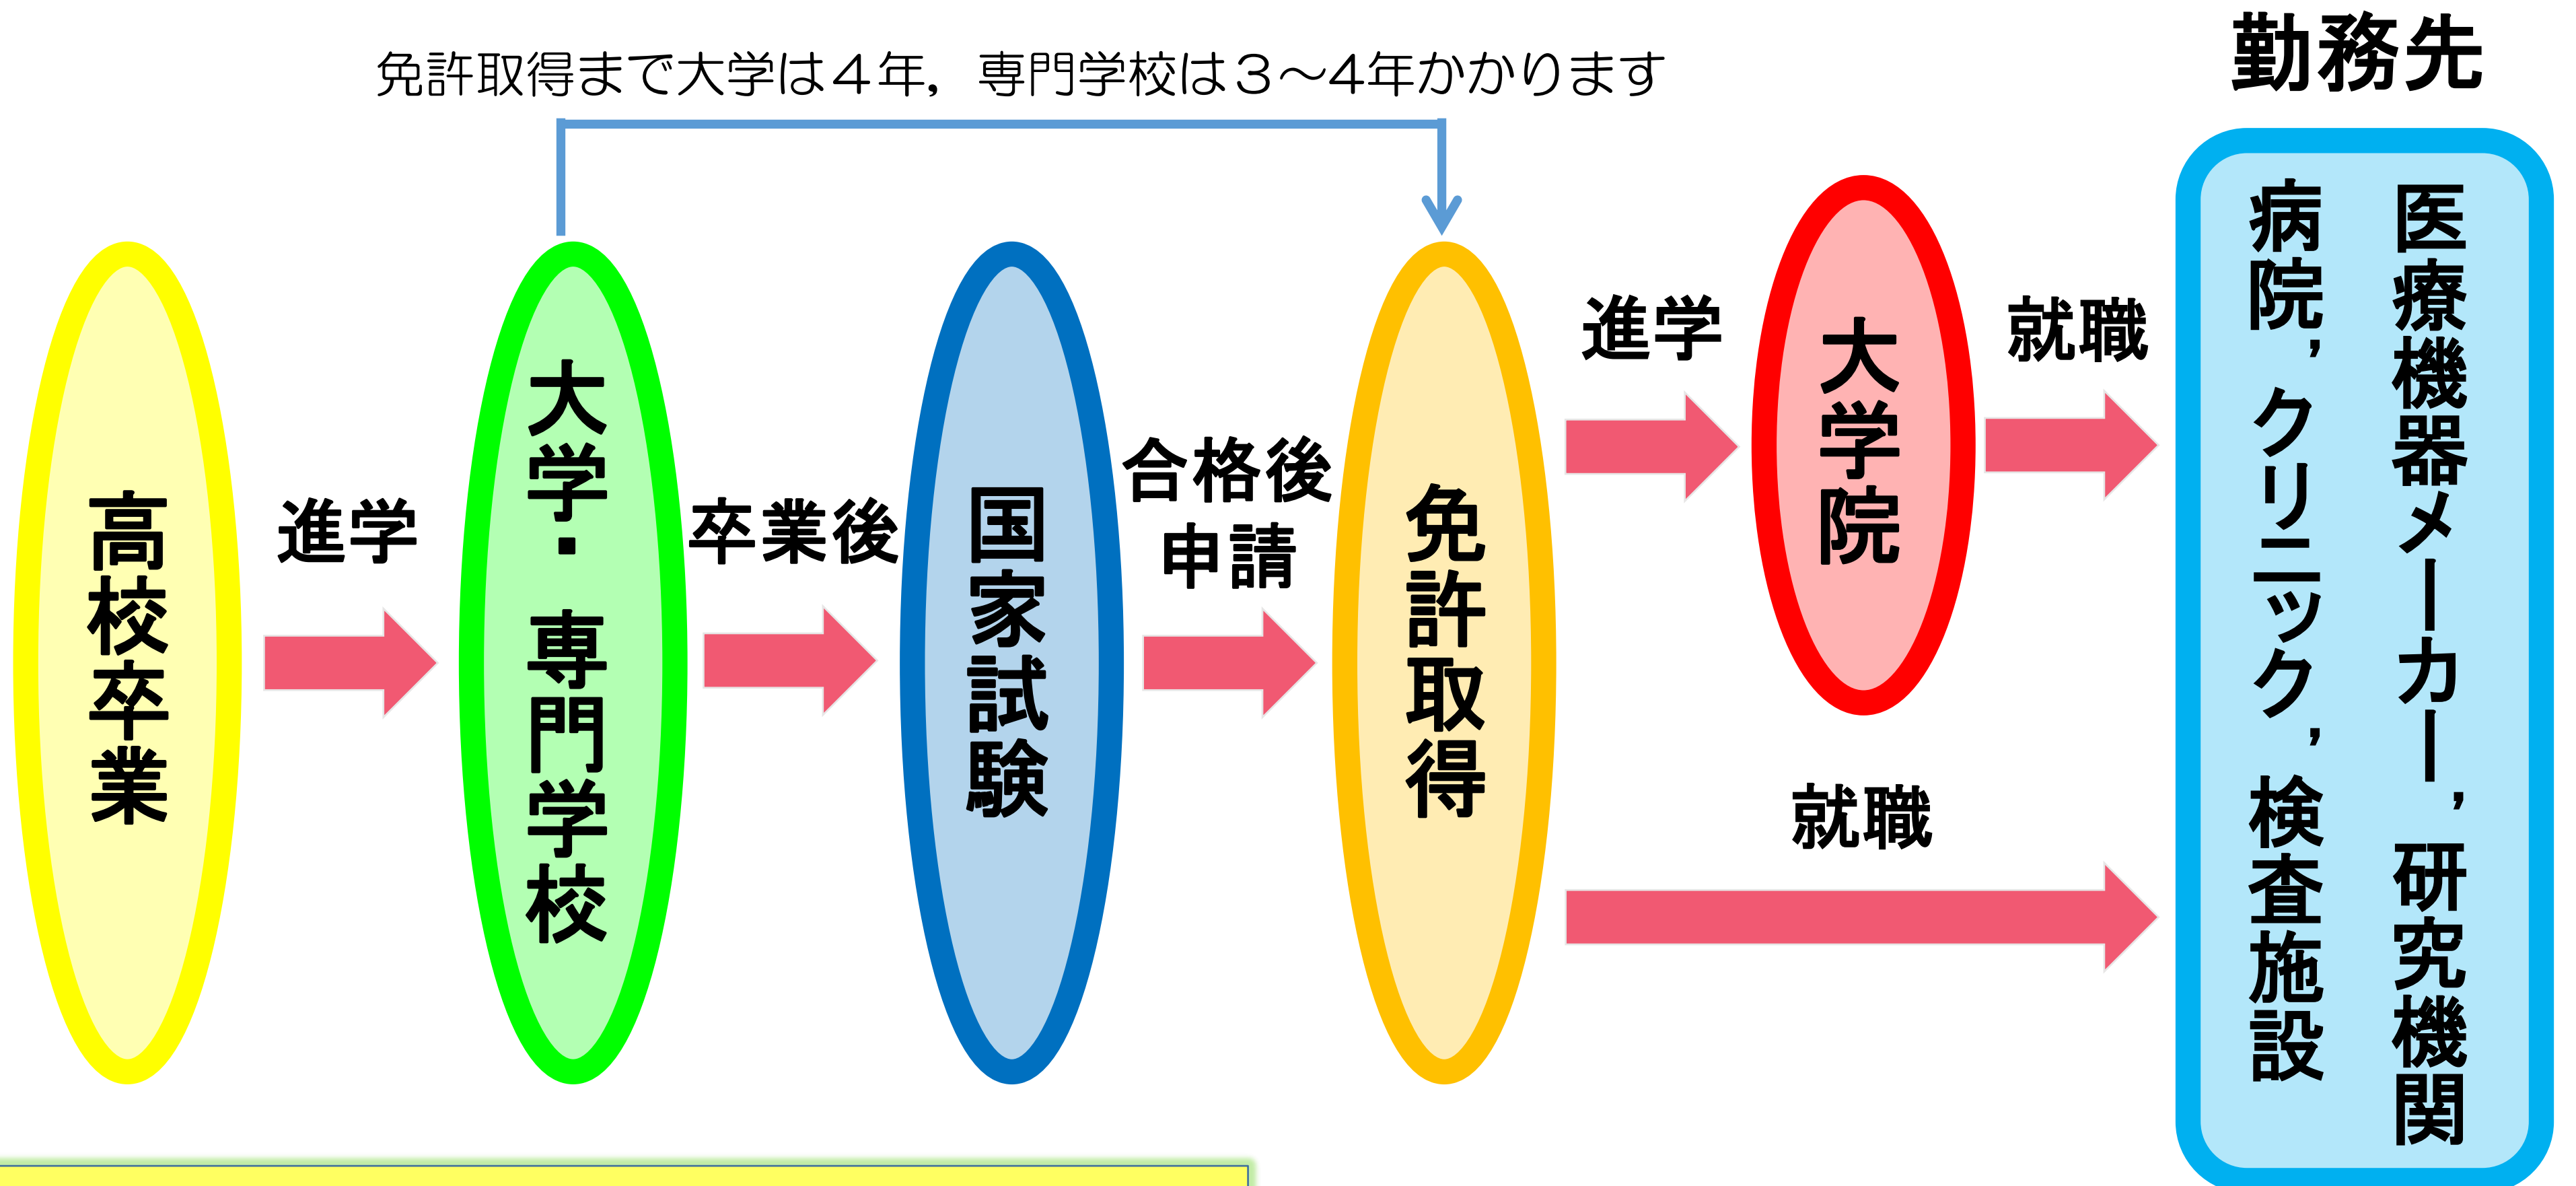 免許取得まで大学は４年，専門学校は３～４年かかります
勤務先
高校卒業
進学
大学・専門学校
卒業後
国家試験
合格後
申請
免許取得
進学
大学院
就職
就職
医療機器メーカー，研究機関
病院，クリニック，検査施設